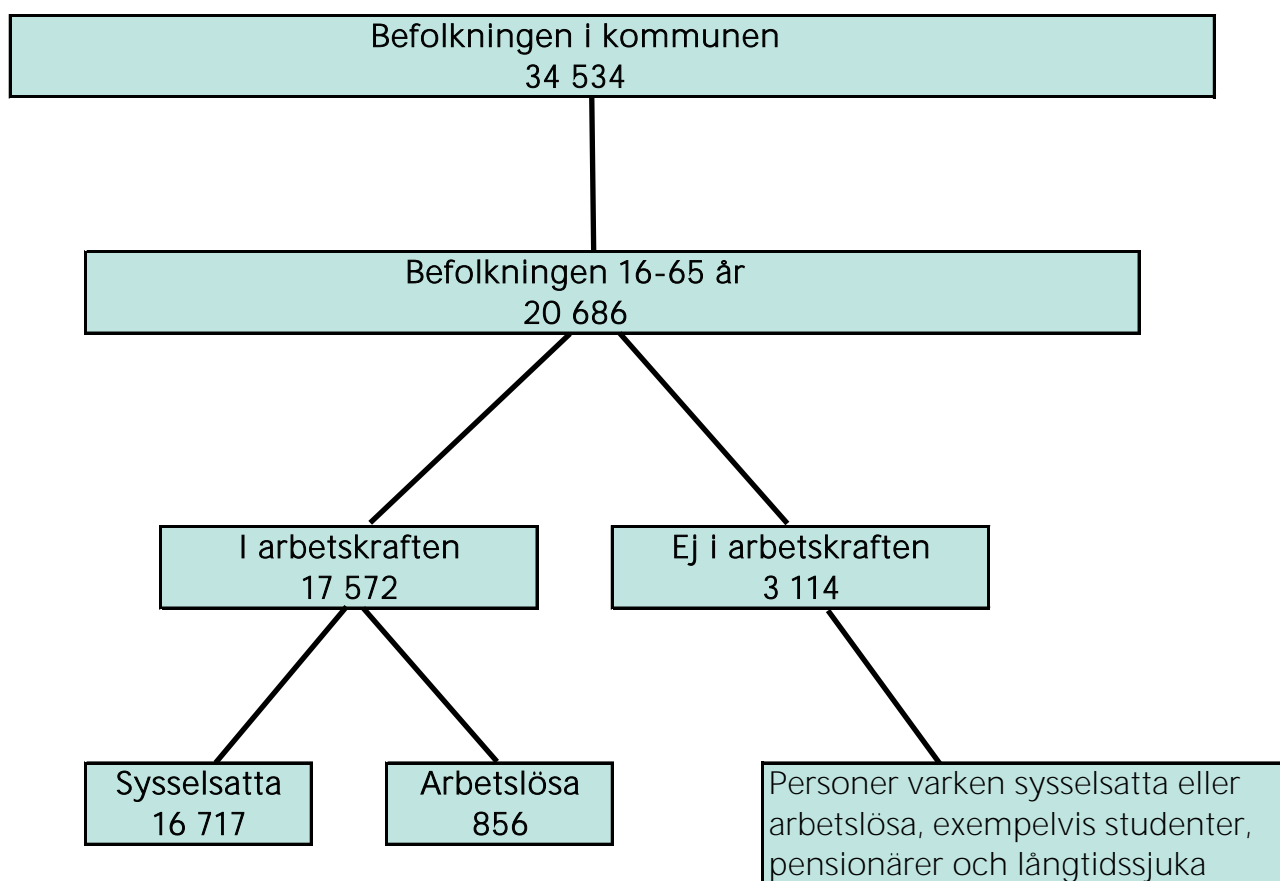 Befolkningen i kommunen
34 534
Befolkningen 16-65 år
20 686
I arbetskraften
17 572
Ej i arbetskraften
3 114
Sysselsatta
16 717
Arbetslösa
856
Personer varken sysselsatta eller
arbetslösa, exempelvis studenter,
pensionärer och långtidssjuka